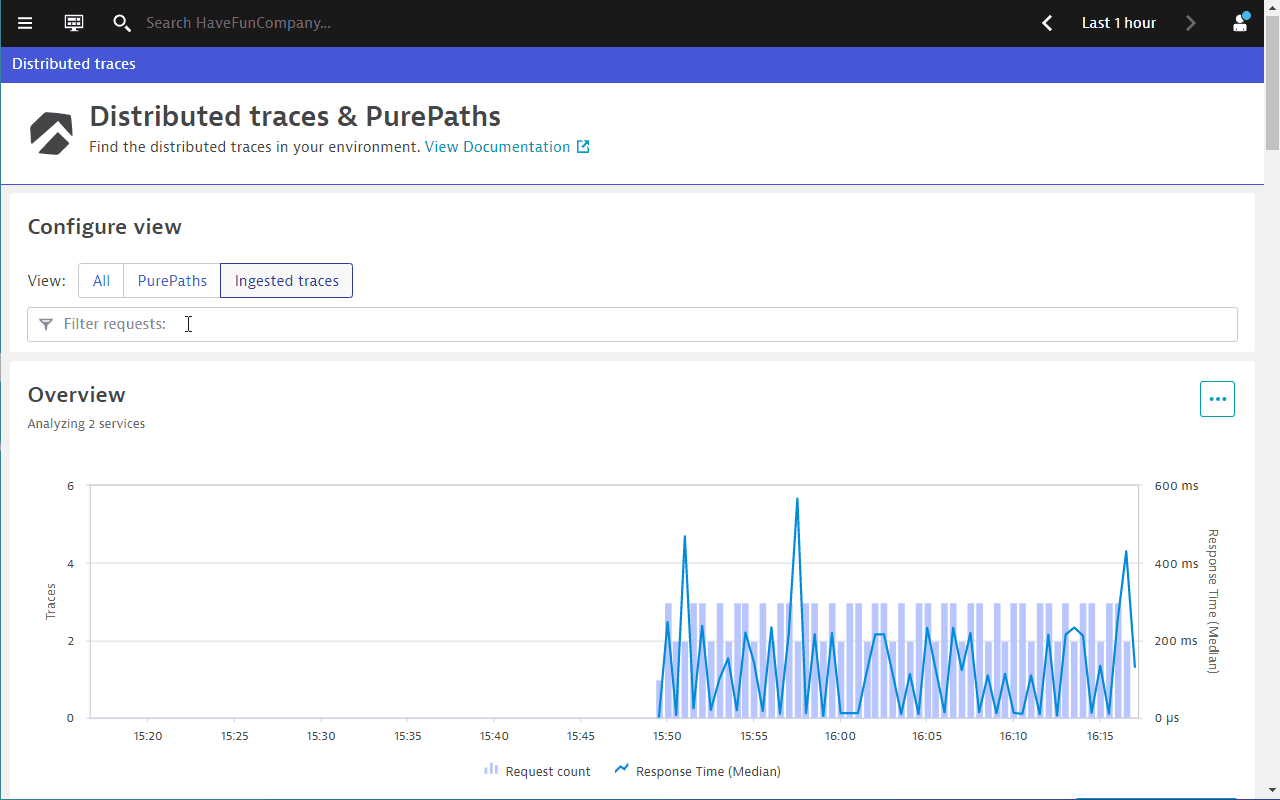 Search HaveFunCompany...
Last 1 hour
Distributed traces
Distributed traces & PurePaths
Find the distributed traces in your environment. View Documentation
Configure view
View: All PurePaths Ingested traces
Filter requests:
Overview
Analyzing 2 services
6 600 ms
4 400 ms
2 200 ms
0 0 µs
Traces
Response Time (Median)
15:20 15:25 15:30 15:35 15:40 15:45 15:50 15:55 16:00 16:05 16:10 16:15
Request count Response Time (Median)